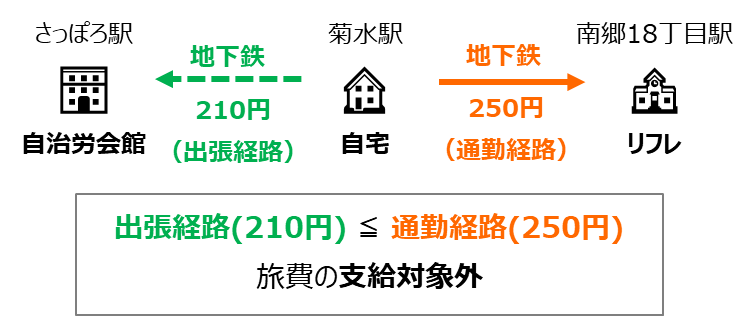 さっぽろ駅 菊水駅 南郷18丁目駅
地下鉄 地下鉄
210円 250円
自治労会館 (出張経路) 自宅 (通勤経路) リフレ
出張経路(210円) ≦ 通勤経路(250円)
旅費の支給対象外